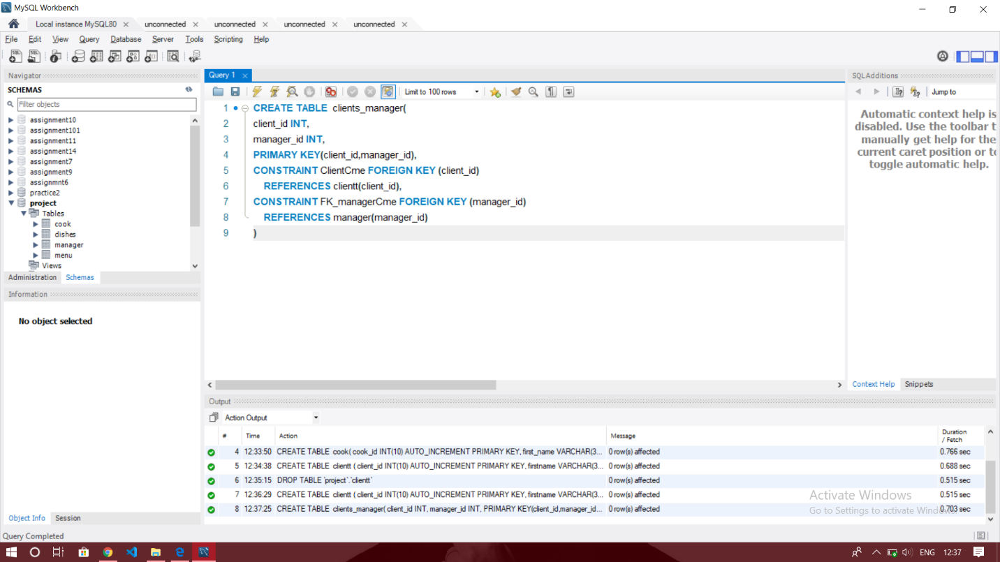 MySQL Workbench
Local instance MySQL80
unconnected
unconnected
unconnected
unconnected
File Edit View Query Database Server Tools Scripting Help
Navigator
SCHEMAS
Filter objects
assignment10
assignment101
assignment11
assignment14
assignment7
assignment9
assignmnt6
practice2
project
Tables
cook
dishes
manager
menu
Views
Administration Schemas
Information
No object selected
Object Info Session
Query 1
Limit to 100 rows
1 CREATE TABLE clients_manager(
2 client_id INT,
3 manager_id INT,
4 PRIMARY KEY(client_id,manager_id),
5 CONSTRAINT ClientCme FOREIGN KEY (client_id)
6 REFERENCES clientt(client_id),
7 CONSTRAINT FK_managerCme FOREIGN KEY (manager_id)
8 REFERENCES manager(manager_id)
9 )
SQLAdditions
Jump to
Automatic context help is
disabled. Use the toolbar t
manually get help for the
current caret position or to
toggle automatic help.
Context Help Snippets
Output
Action Output
# Time Action Message Duration / Fetch
4 12:33:50 CREATE TABLE cook( cook_id INT(10) AUTO_INCREMENT PRIMARY KEY, first_name VARCHAR(3... 0 row(s) affected 0.766 sec
5 12:34:38 CREATE TABLE clientt ( client_id INT(10) AUTO_INCREMENT PRIMARY KEY, firstname VARCHAR(3... 0 row(s) affected 0.688 sec
6 12:35:15 DROP TABLE `project`.`clientt` 0 row(s) affected 0.515 sec
7 12:36:29 CREATE TABLE clientt ( client_id INT(10) AUTO_INCREMENT PRIMARY KEY, firstname VARCHAR(3... 0 row(s) affected 0.515 sec
8 12:37:25 CREATE TABLE clients_manager( client_id INT, manager_id INT, PRIMARY KEY(client_id,manager_id... 0 row(s) affected 0.703 sec
Activate Windows
Go to Settings to activate Windows.
Query Completed
ENG 12:37